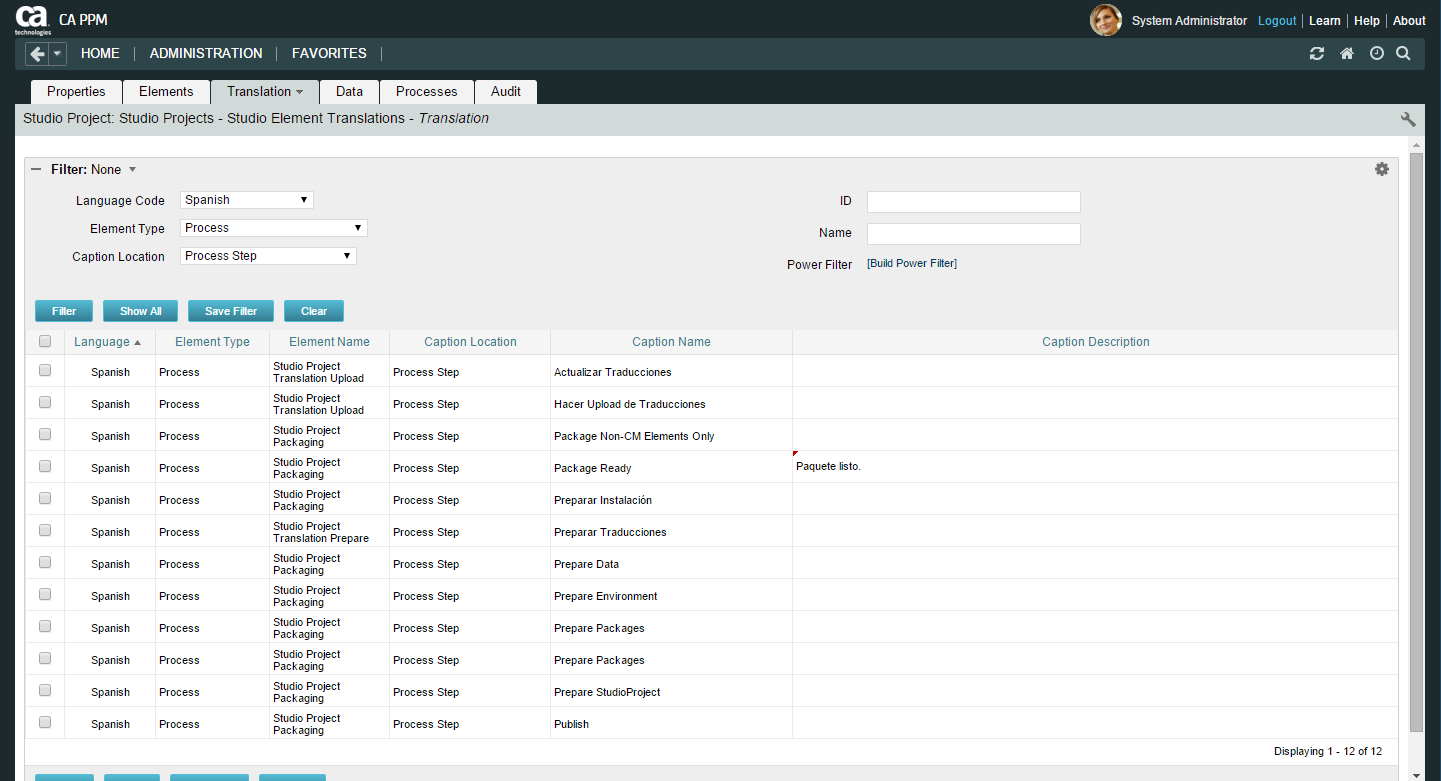 ca
technologies
CA PPM
System Administrator Logout Learn Help About
HOME ADMINISTRATION FAVORITES
Properties Elements Translation Data Processes Audit
Studio Project: Studio Projects - Studio Element Translations - Translation
Filter: None
Language Code Spanish ID
Element Type Process Name
Caption Location Process Step Power Filter [Build Power Filter]
Filter Show All Save Filter Clear
Language Element Type Element Name Caption Location Caption Name Caption Description
Spanish Process Studio Project Translation Upload Process Step Actualizar Traducciones
Spanish Process Studio Project Translation Upload Process Step Hacer Upload de Traducciones
Spanish Process Studio Project Packaging Process Step Package Non-CM Elements Only
Spanish Process Studio Project Packaging Process Step Package Ready Paquete listo.
Spanish Process Studio Project Packaging Process Step Preparar Instalación
Spanish Process Studio Project Translation Prepare Process Step Preparar Traducciones
Spanish Process Studio Project Packaging Process Step Prepare Data
Spanish Process Studio Project Packaging Process Step Prepare Environment
Spanish Process Studio Project Packaging Process Step Prepare Packages
Spanish Process Studio Project Packaging Process Step Prepare Packages
Spanish Process Studio Project Packaging Process Step Prepare StudioProject
Spanish Process Studio Project Packaging Process Step Publish
Displaying 1 - 12 of 12